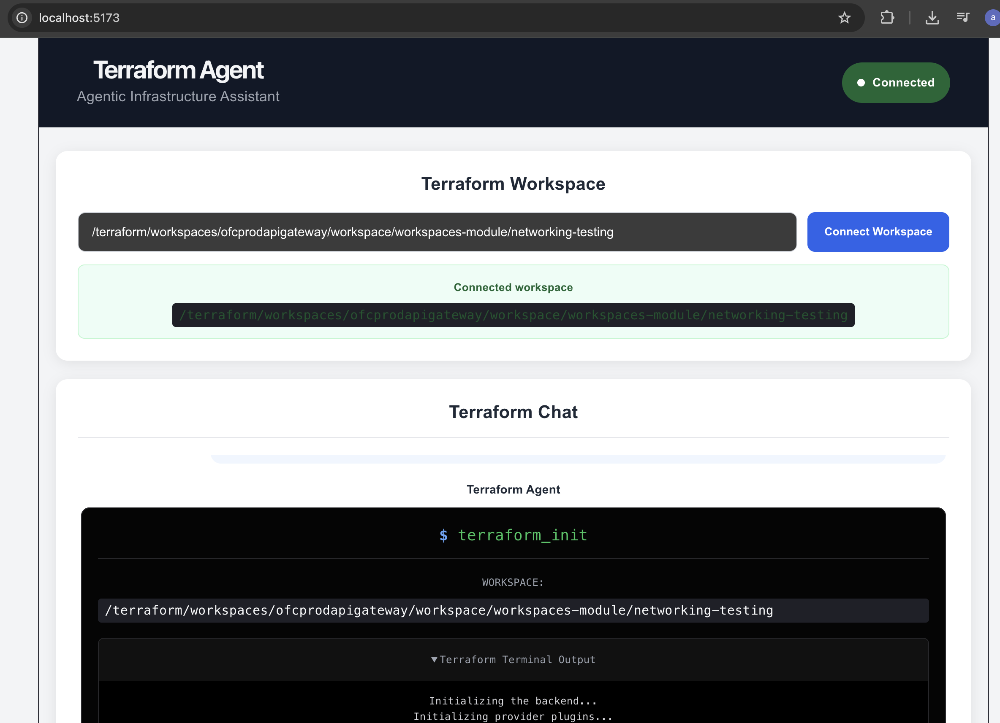 localhost:5173
a
Terraform Agent
Agentic Infrastructure Assistant
Connected
Terraform Workspace
/terraform/workspaces/ofcprodapigateway/workspace/workspaces-module/networking-testing
Connect Workspace
Connected workspace
/terraform/workspaces/ofcprodapigateway/workspace/workspaces-module/networking-testing
Terraform Chat
Terraform Agent
$ terraform_init
WORKSPACE:
/terraform/workspaces/ofcprodapigateway/workspace/workspaces-module/networking-testing
▼Terraform Terminal Output
Initializing the backend...
Initializing provider plugins...